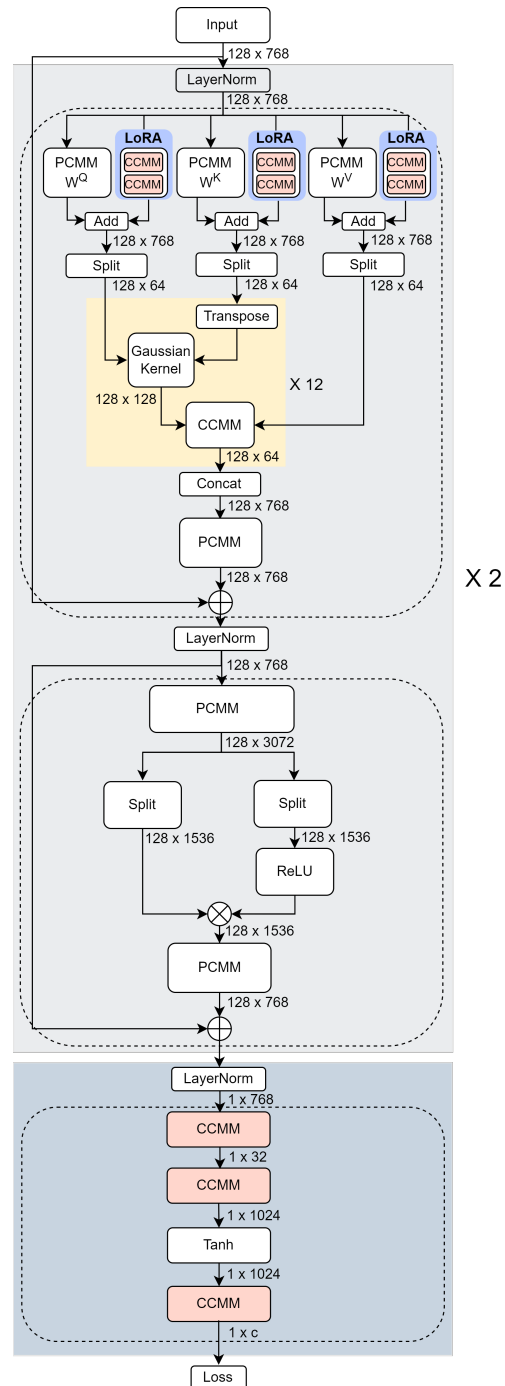 Input
128 x 768
LayerNorm
128 x 768
LoRA
LoRA
LoRA
PCMM
W^Q
CCMM
CCMM
PCMM
W^K
CCMM
CCMM
PCMM
W^V
CCMM
CCMM
Add
Add
Add
128 x 768
128 x 768
128 x 768
Split
Split
Split
128 x 64
128 x 64
128 x 64
Transpose
Gaussian
Kernel
X 12
128 x 128
CCMM
128 x 64
Concat
128 x 768
PCMM
128 x 768
X 2
LayerNorm
128 x 768
PCMM
128 x 3072
Split
Split
128 x 1536
128 x 1536
ReLU
128 x 1536
PCMM
128 x 768
LayerNorm
1 x 768
CCMM
1 x 32
CCMM
1 x 1024
Tanh
1 x 1024
CCMM
1 x c
Loss